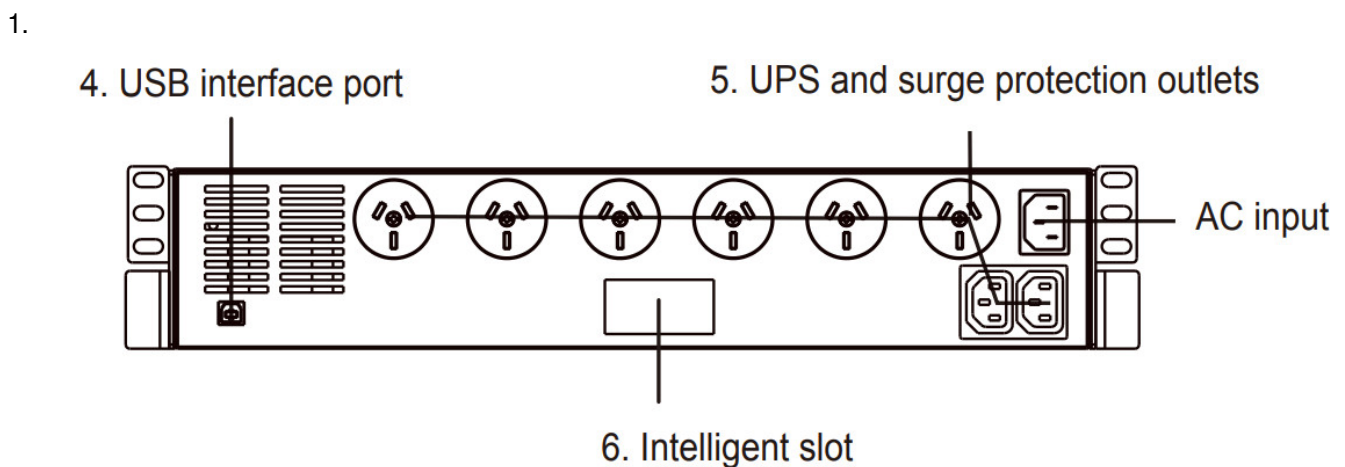 1.
4. USB interface port
5. UPS and surge protection outlets
AC input
6. Intelligent slot